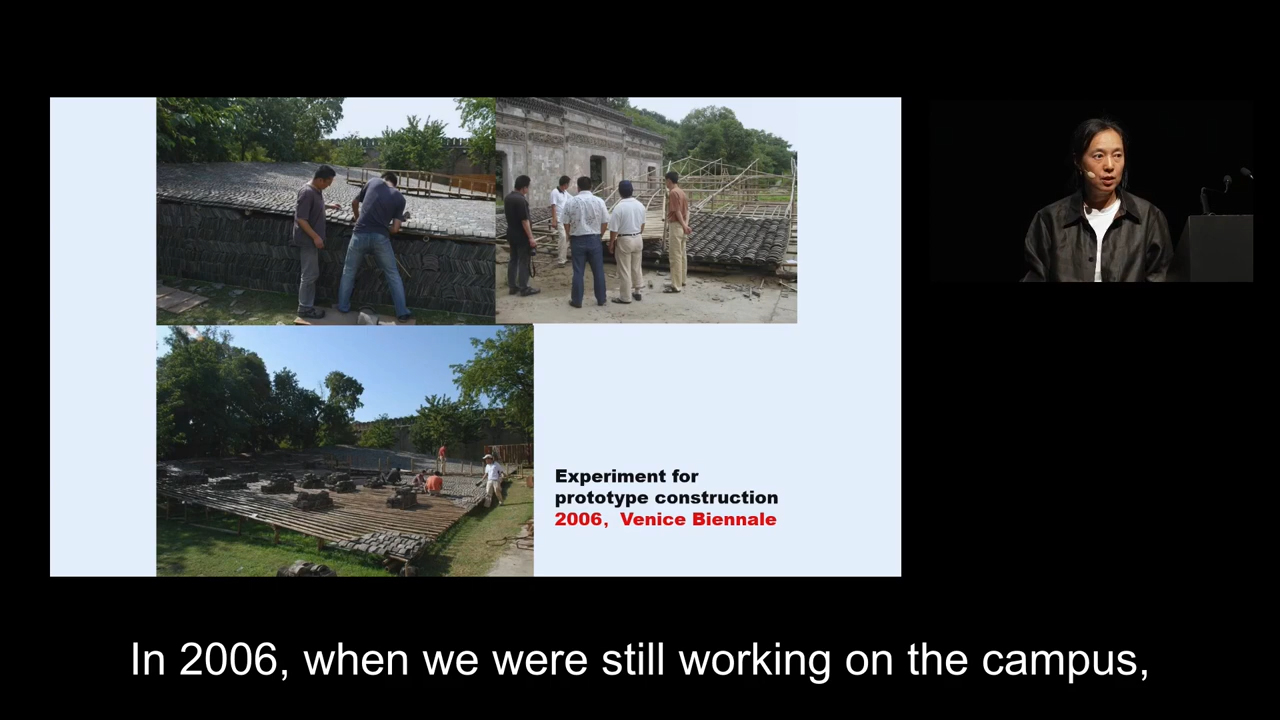 Experiment for
prototype construction
2006, Venice Biennale
In 2006, when we were still working on the campus,